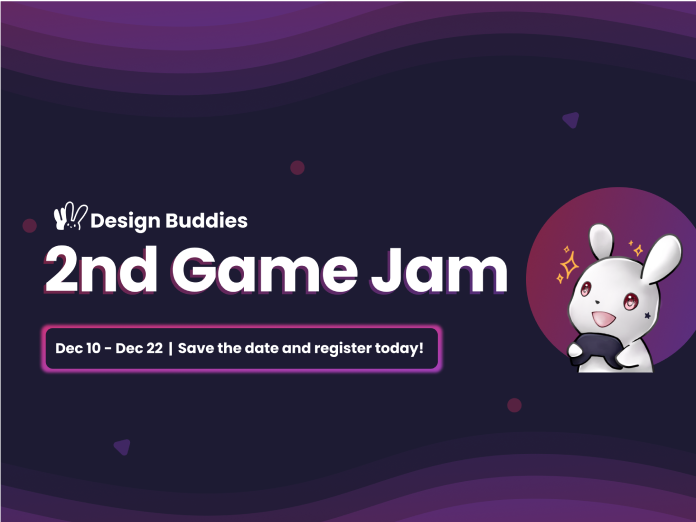 Design Buddies
2nd Game Jam
Dec 10 - Dec 22 | Save the date and register today!